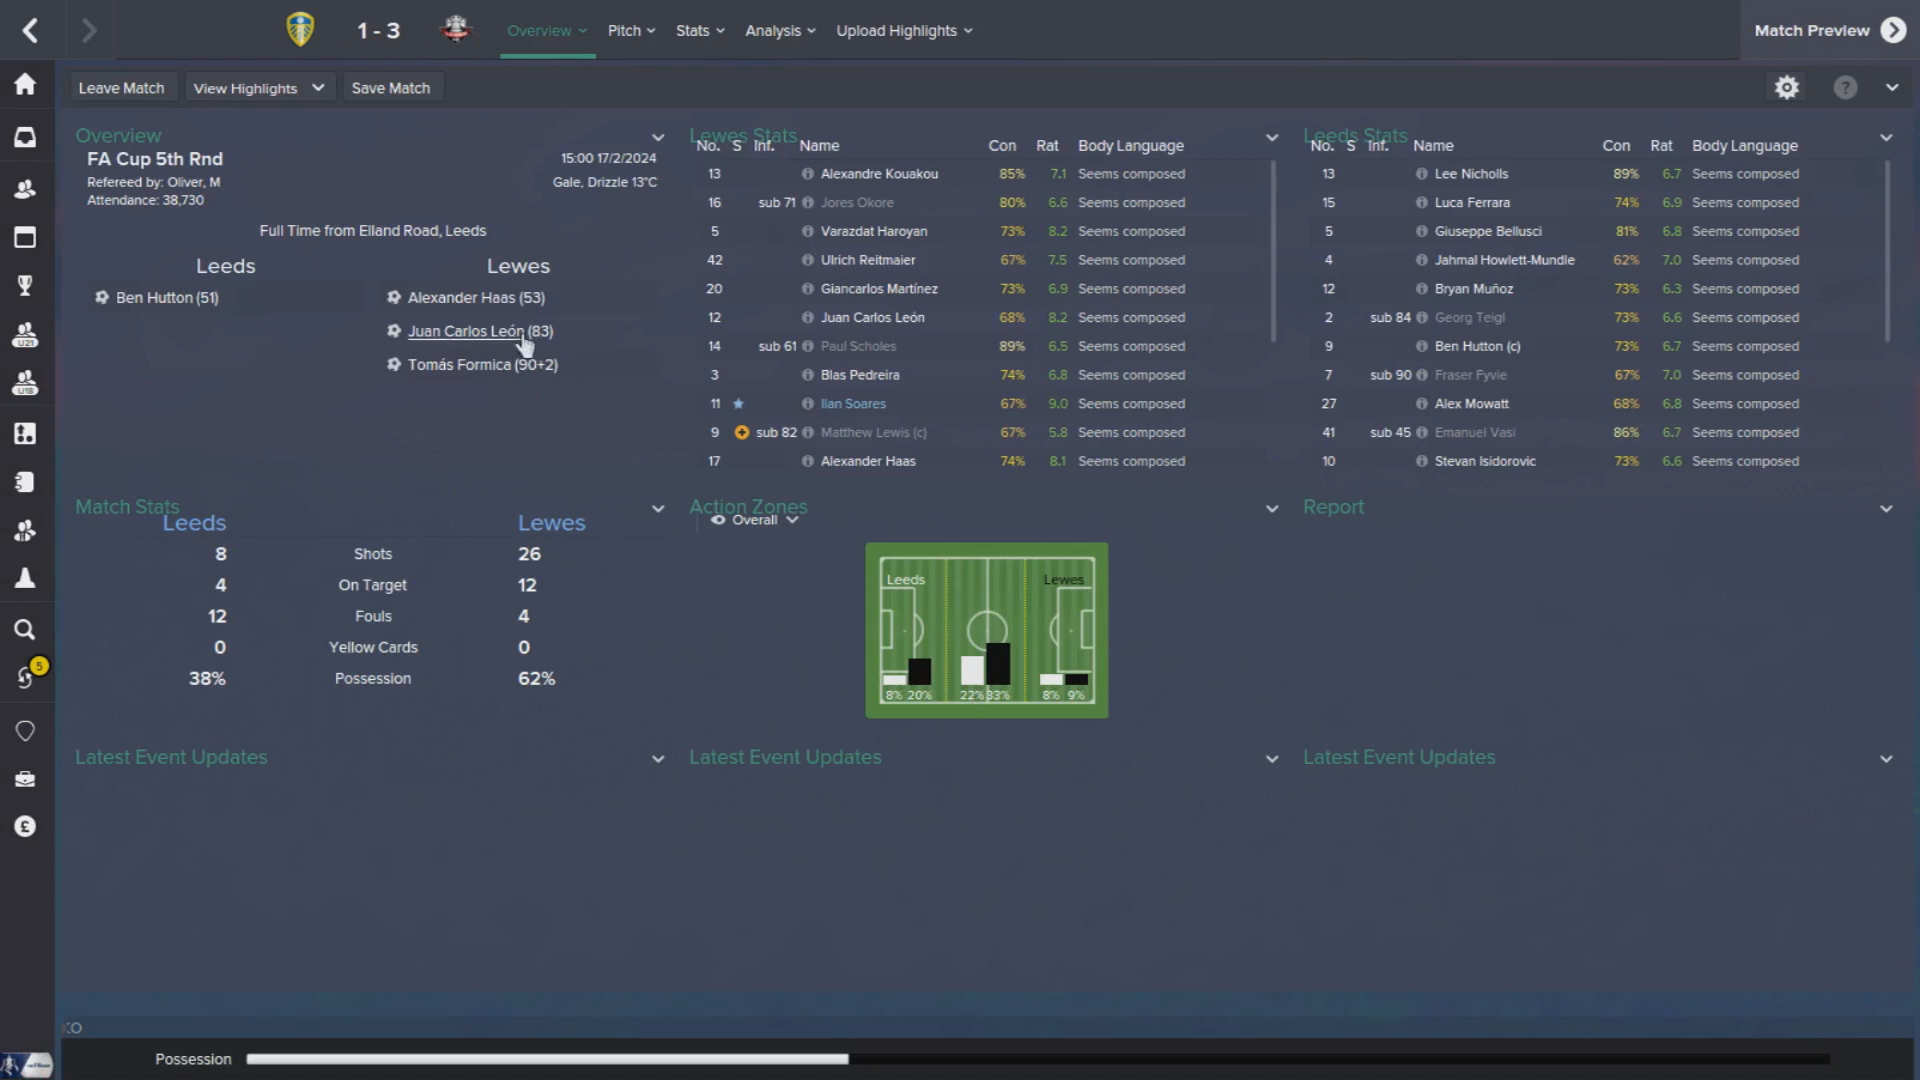 1 - 3
Overview
Pitch
Stats
Analysis
Upload Highlights
Match Preview
Leave Match
View Highlights
Save Match
?
Overview
FA Cup 5th Rnd
15:00 17/2/2024
Refereed by: Oliver, M
Gale, Drizzle 13°C
Attendance: 38,730
Full Time from Elland Road, Leeds
Leeds
Lewes
Ben Hutton (51)
Alexander Haas (53)
Juan Carlos León (83)
Tomás Formica (90+2)
Lewes Stats
No. S Inf. Name Con Rat Body Language
13 Alexandre Kouakou 85% 7.1 Seems composed
16 sub 71 Jores Okore 80% 6.6 Seems composed
5 Varazdat Haroyan 73% 8.2 Seems composed
42 Ulrich Reitmaier 67% 7.5 Seems composed
20 Giancarlos Martínez 73% 6.9 Seems composed
12 Juan Carlos León 68% 8.2 Seems composed
14 sub 61 Paul Scholes 89% 6.5 Seems composed
3 Blas Pedreira 74% 6.8 Seems composed
11 Ilan Soares 67% 9.0 Seems composed
9 sub 82 Matthew Lewis (c) 67% 5.8 Seems composed
17 Alexander Haas 74% 8.1 Seems composed
Leeds Stats
No. S Inf. Name Con Rat Body Language
13 Lee Nicholls 89% 6.7 Seems composed
15 Luca Ferrara 74% 6.9 Seems composed
5 Giuseppe Bellusci 81% 6.8 Seems composed
4 Jahmal Howlett-Mundle 62% 7.0 Seems composed
12 Bryan Muñoz 73% 6.3 Seems composed
2 sub 84 Georg Teigl 73% 6.6 Seems composed
9 Ben Hutton (c) 73% 6.7 Seems composed
7 sub 90 Fraser Fyvie 67% 7.0 Seems composed
27 Alex Mowatt 68% 6.8 Seems composed
41 sub 45 Emanuel Vasi 86% 6.7 Seems composed
10 Stevan Isidorovic 73% 6.6 Seems composed
Match Stats
Leeds Lewes
8 Shots 26
4 On Target 12
12 Fouls 4
0 Yellow Cards 0
38% Possession 62%
Action Zones
Overall
Leeds Lewes
8% 20% 22% 33% 8% 9%
Report
Latest Event Updates
Latest Event Updates
Latest Event Updates
U21
U18
5
£
KO
Possession